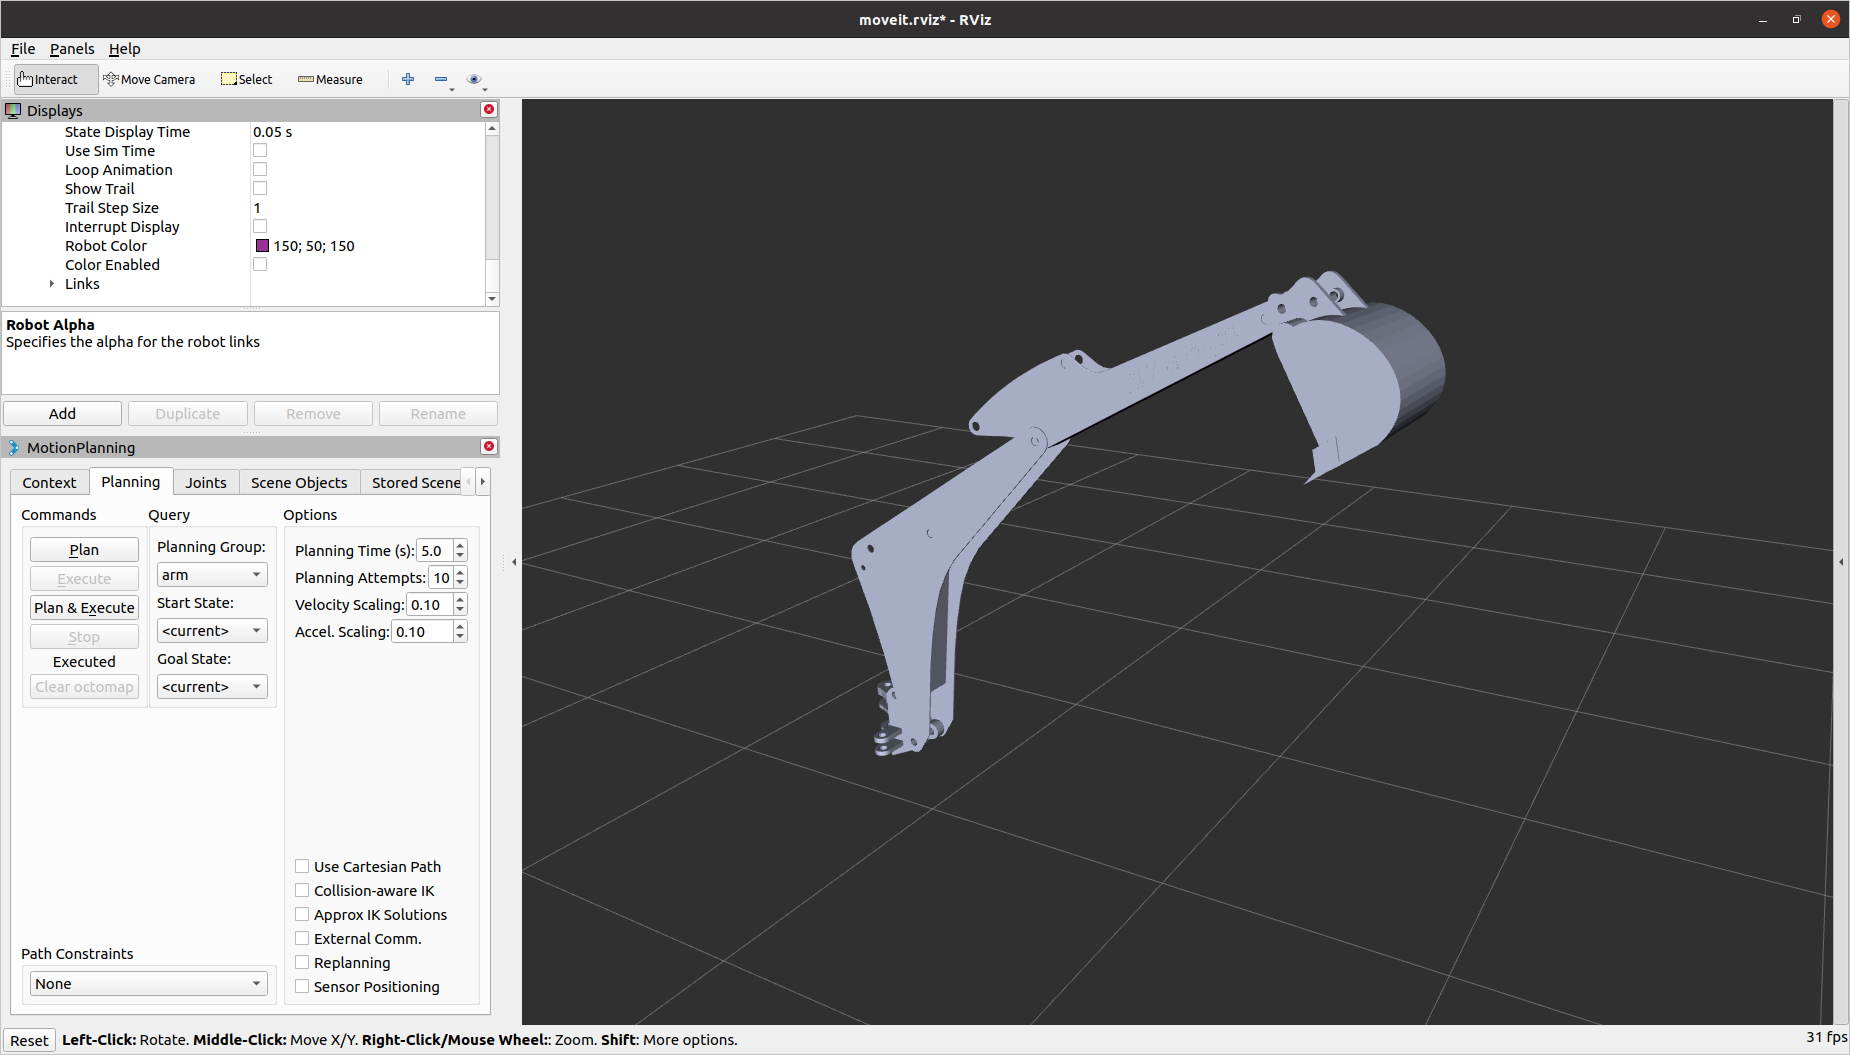 moveit.rviz* - RViz
File Panels Help
Interact Move Camera Select Measure
Displays
State Display Time 0.05 s
Use Sim Time
Loop Animation
Show Trail
Trail Step Size 1
Interrupt Display
Robot Color 150; 50; 150
Color Enabled
Links
Robot Alpha
Specifies the alpha for the robot links
Add Duplicate Remove Rename
MotionPlanning
Context Planning Joints Scene Objects Stored Scene
Commands Query Options
Plan
Execute
Plan & Execute
Stop
Executed
Clear octomap
Planning Group:
arm
Start State:
<current>
Goal State:
<current>
Planning Time (s): 5.0
Planning Attempts: 10
Velocity Scaling: 0.10
Accel. Scaling: 0.10
Use Cartesian Path
Collision-aware IK
Approx IK Solutions
External Comm.
Replanning
Sensor Positioning
Path Constraints
None
Reset Left-Click: Rotate. Middle-Click: Move X/Y. Right-Click/Mouse Wheel:: Zoom. Shift: More options. 31 fps